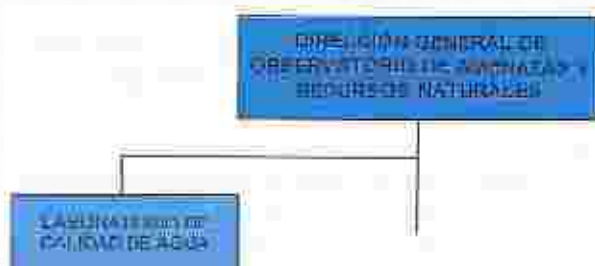 DIRECCIÓN GENERAL DE
OBSERVATORIO DE AMENAZAS Y
RECURSOS NATURALES
LABORATORIO DE
CALIDAD DE AGUA